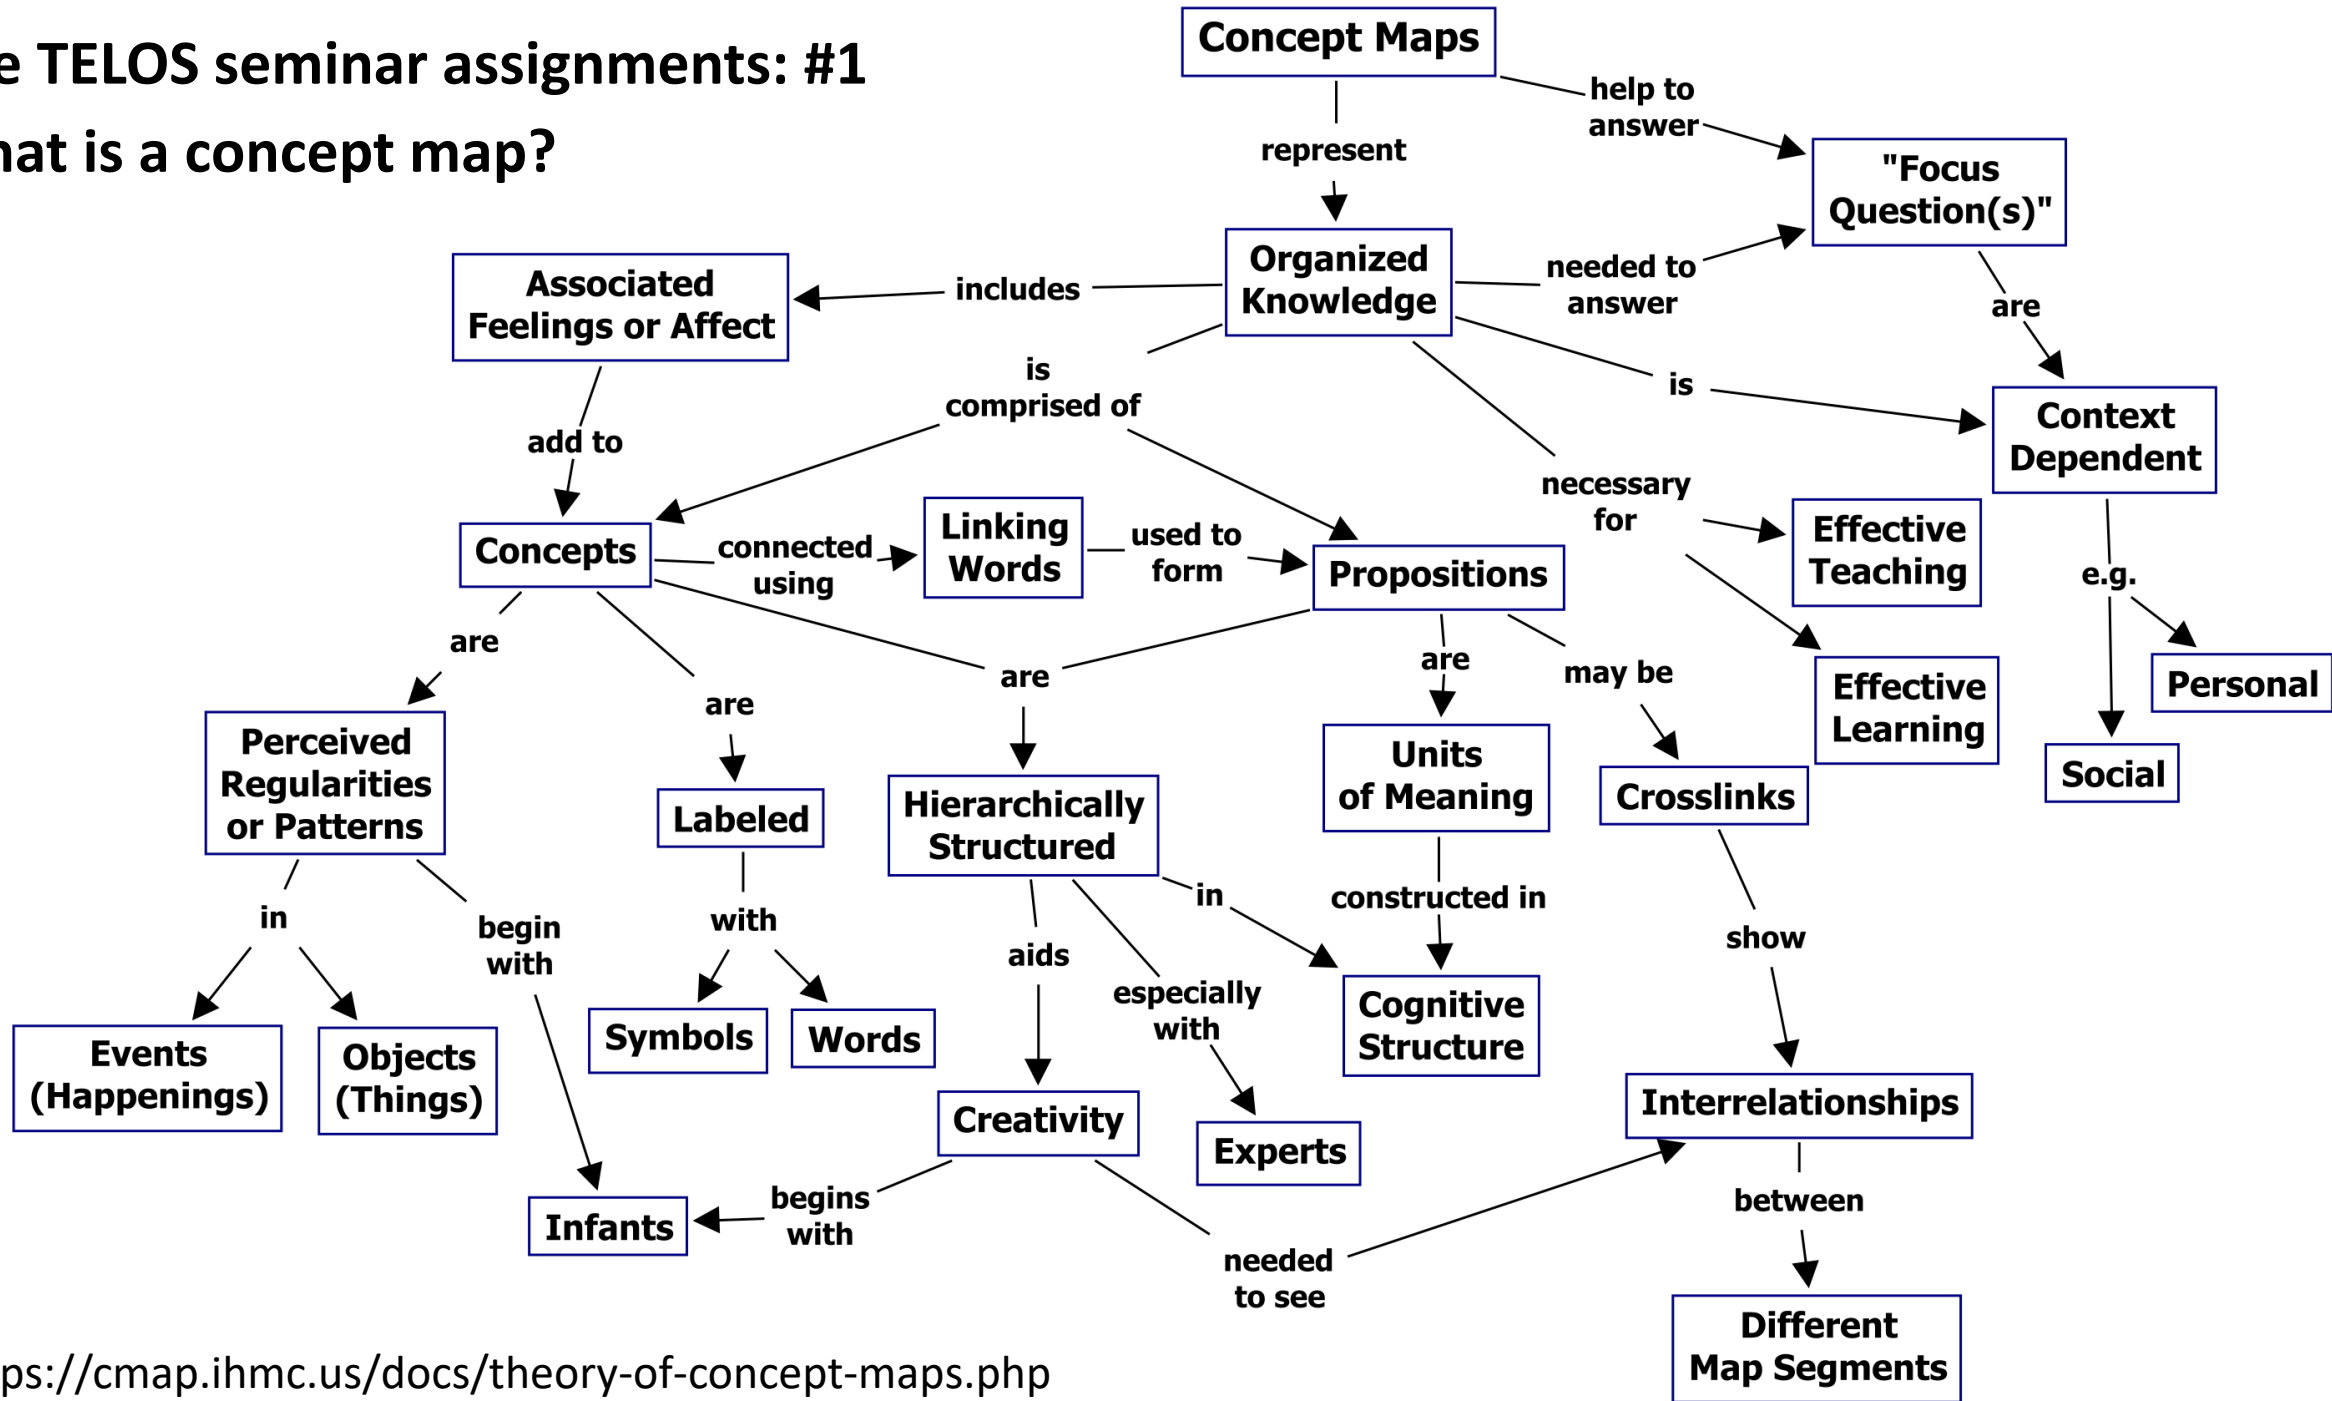 e TELOS seminar assignments: #1
hat is a concept map?
Concept Maps
help to
answer
represent
"Focus
Question(s)"
Organized
Knowledge
needed to
answer
includes
Associated
Feelings or Affect
are
is
comprised of
is
Context
Dependent
add to
necessary
for
Concepts
connected
using
Linking
Words
used to
form
Propositions
Effective
Teaching
e.g.
are
are
are
are
may be
Effective
Learning
Personal
Social
Perceived
Regularities
or Patterns
Labeled
Hierarchically
Structured
Units
of Meaning
Crosslinks
in
begin
with
with
aids
especially
with
in
constructed in
show
Events
(Happenings)
Objects
(Things)
Symbols
Words
Cognitive
Structure
Creativity
Experts
Interrelationships
Infants
begins
with
needed
to see
between
Different
Map Segments
ps://cmap.ihmc.us/docs/theory-of-concept-maps.php